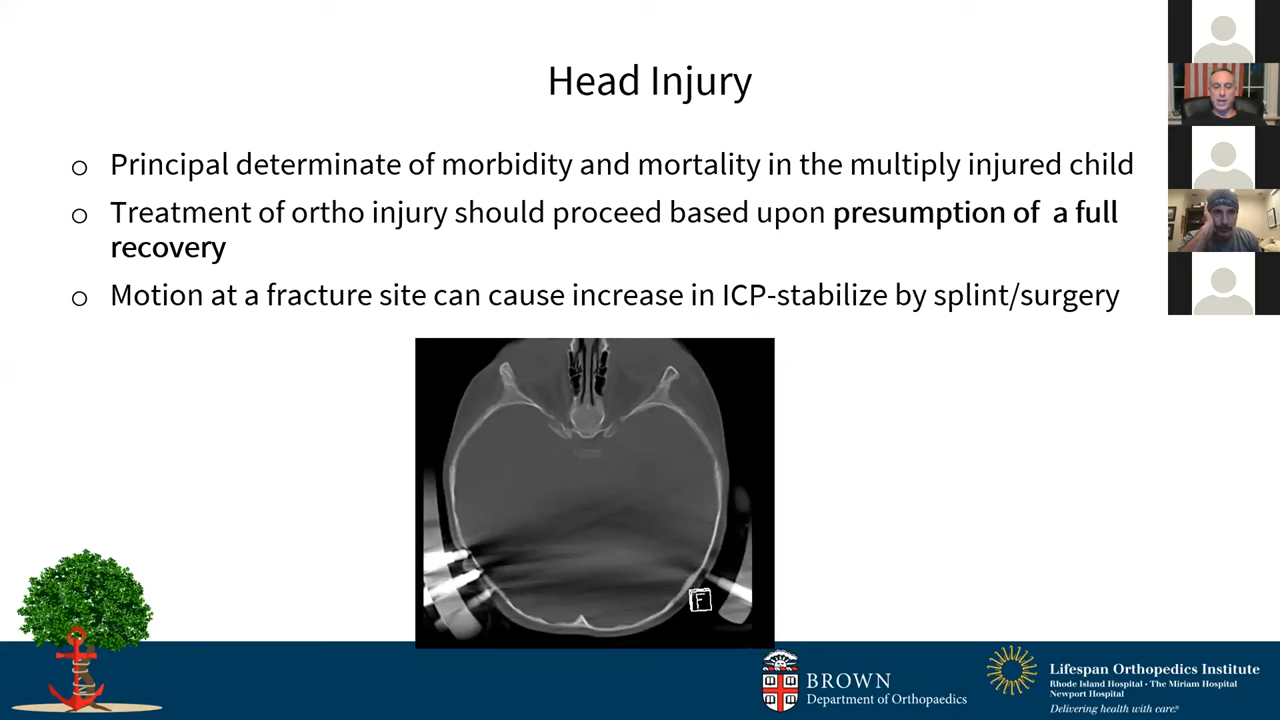 Head Injury
Principal determinate of morbidity and mortality in the multiply injured child
Treatment of ortho injury should proceed based upon presumption of a full
recovery
Motion at a fracture site can cause increase in ICP-stabilize by splint/surgery
F
BROWN
Department of Orthopaedics
Lifespan Orthopedics Institute
Rhode Island Hospital • The Miriam Hospital
Newport Hospital
Delivering health with care.®